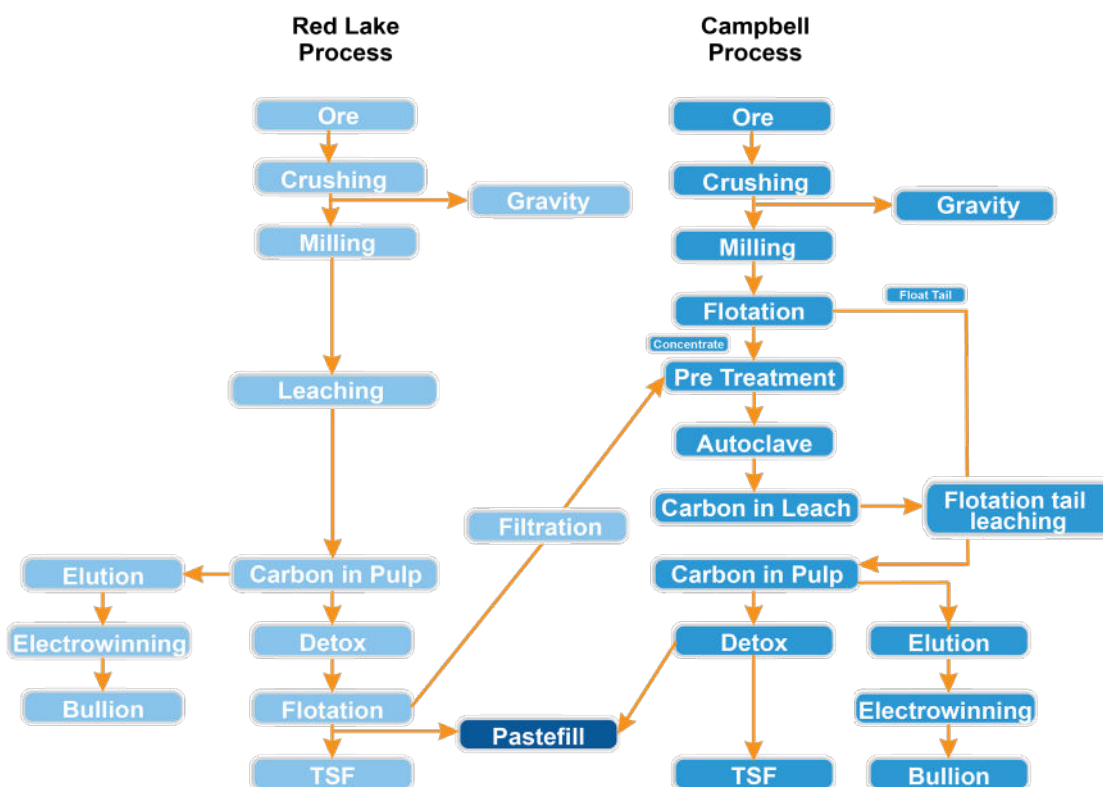 Red Lake
Process
Campbell
Process
Ore
Crushing
Gravity
Milling
Leaching
Filtration
Elution
Carbon in Pulp
Electrowinning
Detox
Bullion
Flotation
Pastefill
TSF
Ore
Crushing
Gravity
Milling
Float Tail
Flotation
Concentrate
Pre Treatment
Autoclave
Carbon in Leach
Flotation tail
leaching
Carbon in Pulp
Detox
Elution
Electrowinning
TSF
Bullion